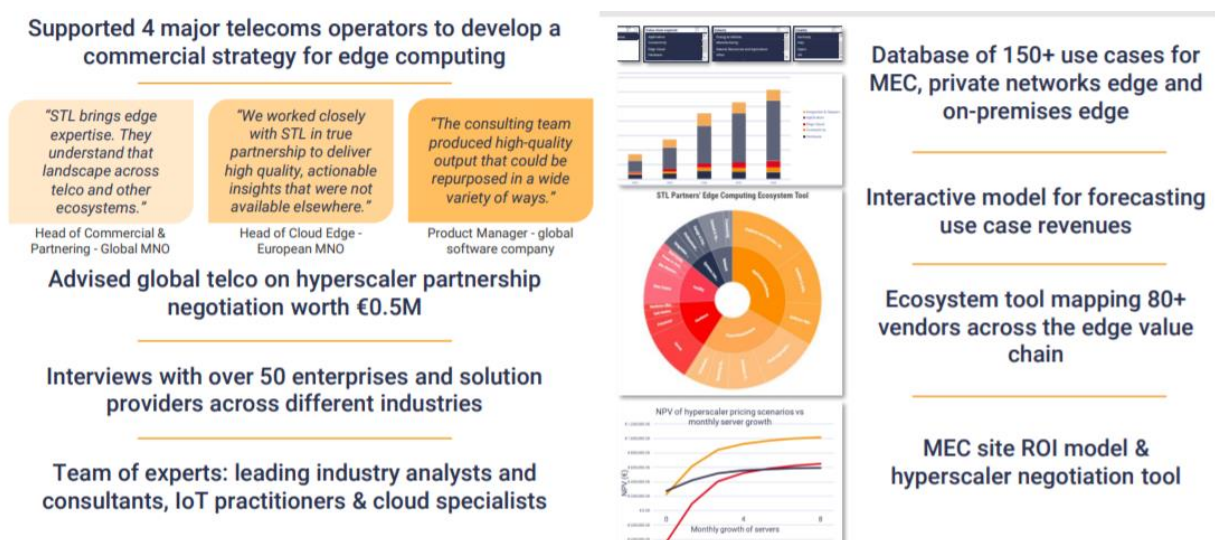 Supported 4 major telecoms operators to develop a
commercial strategy for edge computing
“STL brings edge
expertise. They
understand that
landscape across
telco and other
ecosystems.”
Head of Commercial &
Partnering - Global MNO
“We worked closely
with STL in true
partnership to deliver
high quality, actionable
insights that were not
available elsewhere.”
Head of Cloud Edge -
European MNO
“The consulting team
produced high-quality
output that could be
repurposed in a wide
variety of ways.”
Product Manager - global
software company
Advised global telco on hyperscaler partnership
negotiation worth €0.5M
Interviews with over 50 enterprises and solution
providers across different industries
Team of experts: leading industry analysts and
consultants, IoT practitioners & cloud specialists
STL Partners' Edge Computing Ecosystem Tool
NPV of hyperscaler pricing scenarios vs
monthly server growth
NPV (€)
0 4 8
Monthly growth of servers
Database of 150+ use cases for
MEC, private networks edge and
on-premises edge
Interactive model for forecasting
use case revenues
Ecosystem tool mapping 80+
vendors across the edge value
chain
MEC site ROI model &
hyperscaler negotiation tool